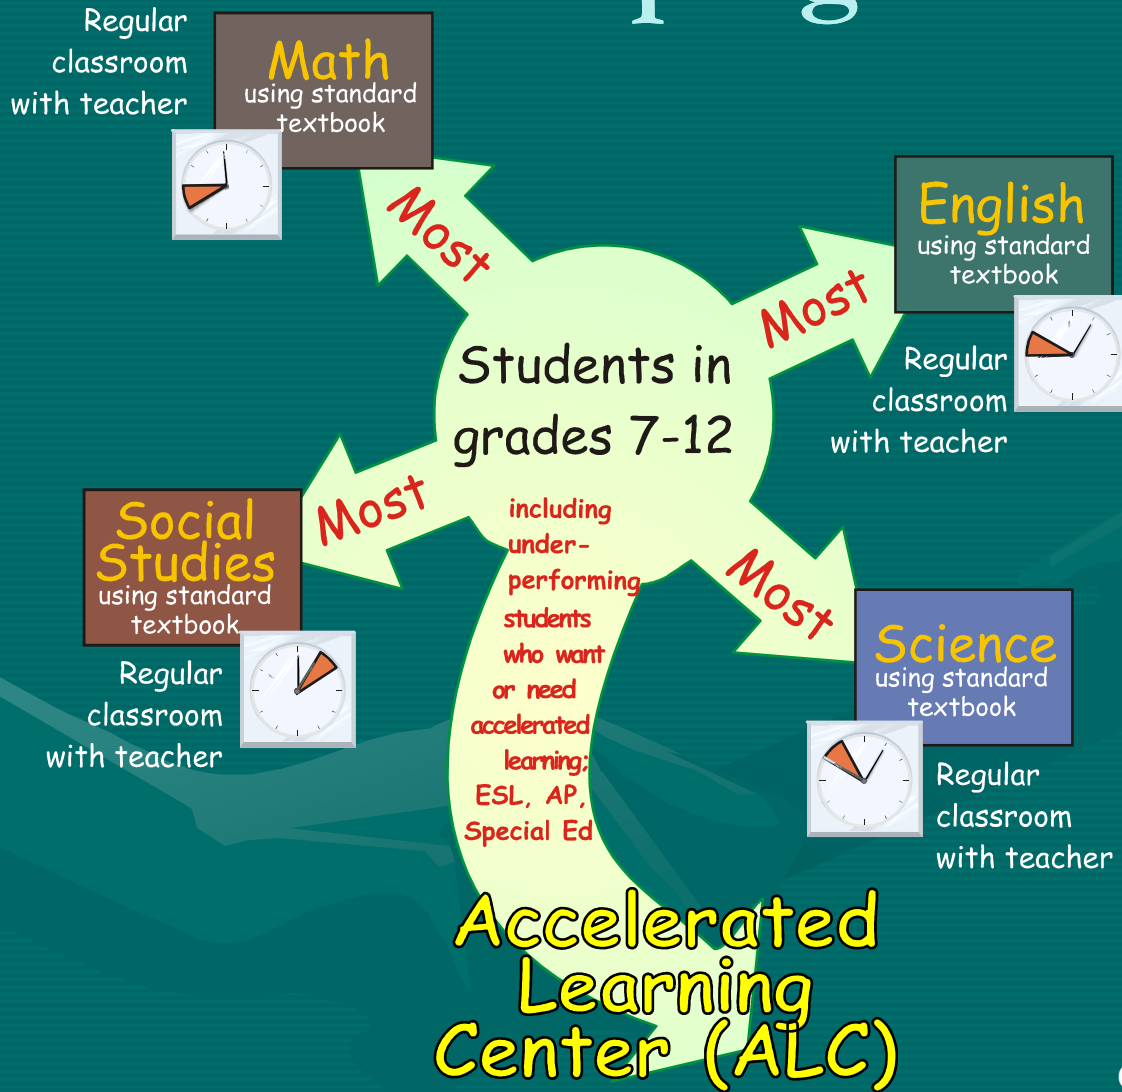 Regular
classroom
with teacher
Math
using standard
textbook
English
using standard
textbook
Regular
classroom
with teacher
Most
Most
Students in
grades 7-12
Most
Most
including
under-
performing
students
who want
or need
accelerated
learning;
ESL, AP,
Special Ed
Social
Studies
using standard
textbook
Regular
classroom
with teacher
Science
using standard
textbook
Regular
classroom
with teacher
Accelerated
Learning
Center (ALC)